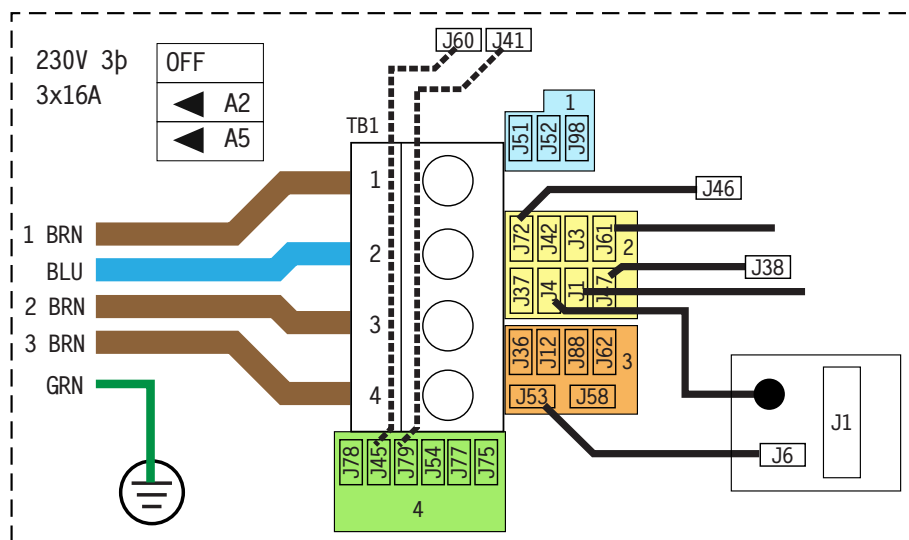 230V 3þ
3x16A
OFF
A2
A5
J60 J41
TB1
1
J51 J52 J98
J46
1
2
3
4
J72 J42 J3 J61
2
J37 J4 J1
J38
J36 J12 J88 J62
3
J53 J58
1 BRN
BLU
2 BRN
3 BRN
GRN
J1
J6
J78 J45 J79 J54 J77 J75
4